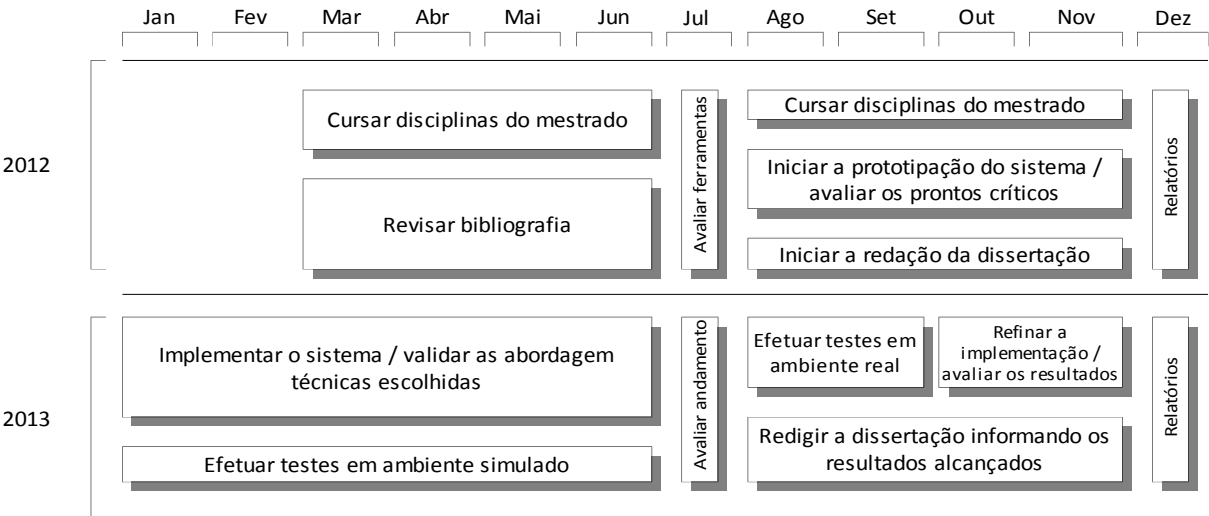 Jan Fev Mar Abr Mai Jun Jul Ago Set Out Nov Dez
2012
Cursar disciplinas do mestrado
Revisar bibliografia
Avaliar ferramentas
Cursar disciplinas do mestrado
Iniciar a prototipação do sistema /
avaliar os prontos críticos
Iniciar a redação da dissertação
Relatórios
2013
Implementar o sistema / validar as abordagem
técnicas escolhidas
Efetuar testes em ambiente simulado
Avaliar andamento
Efetuar testes em
ambiente real
Refinar a
implementação /
avaliar os resultados
Redigir a dissertação informando os
resultados alcançados
Relatórios